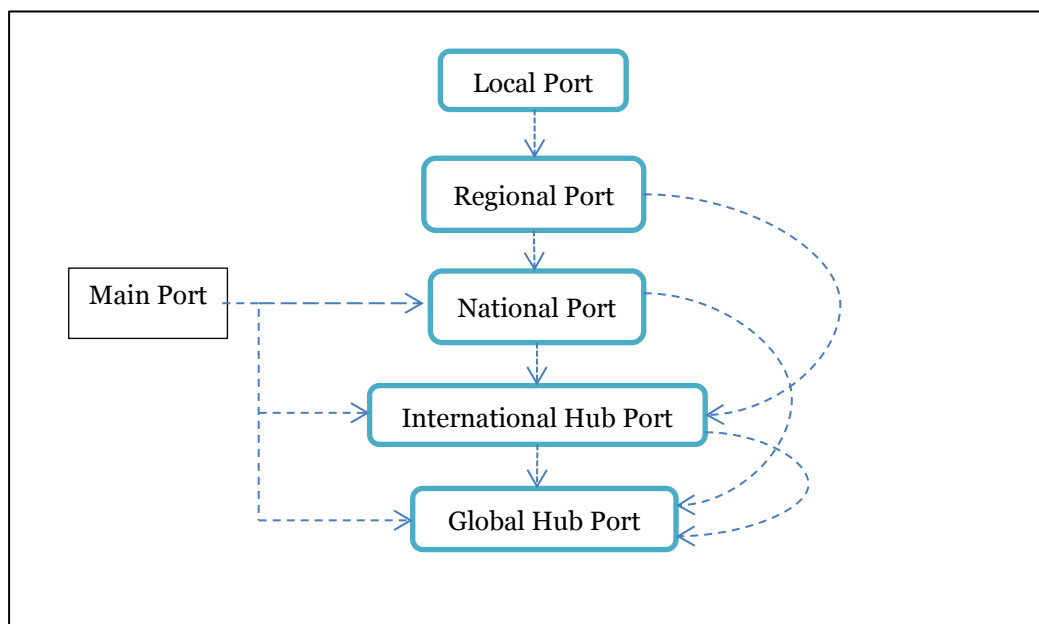 Local Port
Regional Port
Main Port
National Port
International Hub Port
Global Hub Port